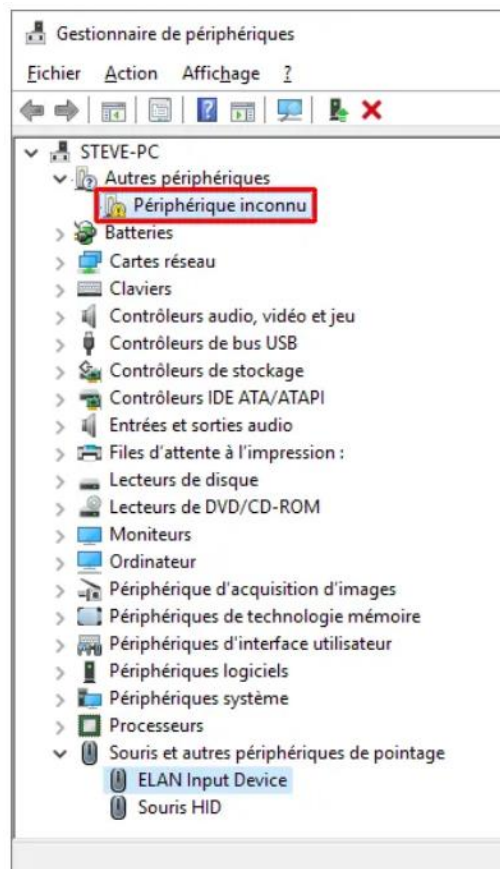 Gestionnaire de périphériques
Fichier Action Affichage ?
STEVE-PC
Autres périphériques
Périphérique inconnu
Batteries
Cartes réseau
Claviers
Contrôleurs audio, vidéo et jeu
Contrôleurs de bus USB
Contrôleurs de stockage
Contrôleurs IDE ATA/ATAPI
Entrées et sorties audio
Files d'attente à l'impression :
Lecteurs de disque
Lecteurs de DVD/CD-ROM
Moniteurs
Ordinateur
Périphérique d'acquisition d'images
Périphériques de technologie mémoire
Périphériques d'interface utilisateur
Périphériques logiciels
Périphériques système
Processeurs
Souris et autres périphériques de pointage
ELAN Input Device
Souris HID